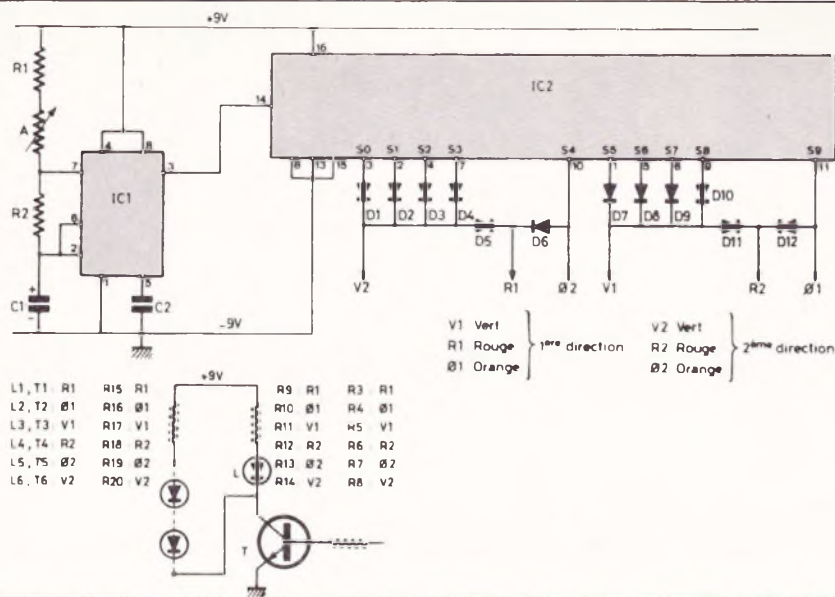 +9V
R1
A
R2
C1
+
-
7
6
2
4
8
3
IC1
1
5
C2
-9V
16
14
IC2
8
13
15
S0
S1
S2
S3
S4
S5
S6
S7
S8
S9
3
2
4
7
10
1
5
6
9
11
D1
D2
D3
D4
D5
D6
D7
D8
D9
D10
D11
D12
V2
R1
Ø2
V1
R2
Ø1
V1 Vert
R1 Rouge
Ø1 Orange
1ère direction
V2 Vert
R2 Rouge
Ø2 Orange
2ème direction
L1, T1 : R1 R15 : R1
L2, T2 : Ø1 R16 : Ø1
L3, T3 : V1 R17 : V1
L4, T4 : R2 R18 : R2
L5, T5 : Ø2 R19 : Ø2
L6, T6 : V2 R20 : V2
+9V
L
T
R9 : R1 R3 : R1
R10 : Ø1 R4 : Ø1
R11 : V1 R5 : V1
R12 : R2 R6 : R2
R13 : Ø2 R7 : Ø2
R14 : V2 R8 : V2